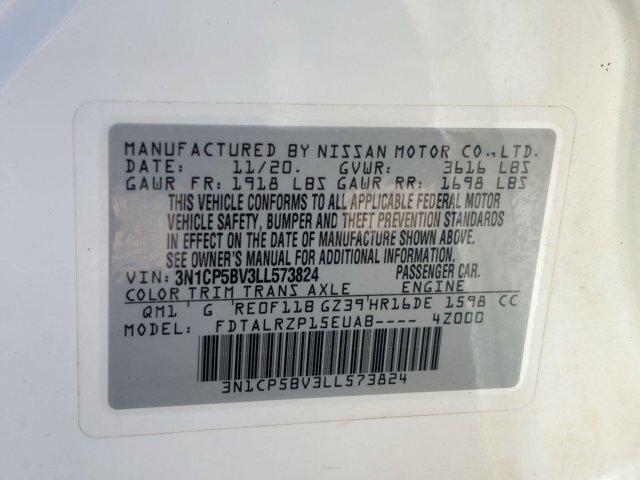 MANUFACTURED BY NISSAN MOTOR CO., LTD.
DATE: 11/20. GVWR: 3616 LBS
GAWR FR: 1918 LBS GAWR RR: 1698 LBS
THIS VEHICLE CONFORMS TO ALL APPLICABLE FEDERAL MOTOR
VEHICLE SAFETY, BUMPER AND THEFT PREVENTION STANDARDS
IN EFFECT ON THE DATE OF MANUFACTURE SHOWN ABOVE.
SEE OWNER'S MANUAL FOR ADDITIONAL INFORMATION.
VIN: 3N1CP5BV3LL573824 PASSENGER CAR.
COLOR TRIM TRANS AXLE ENGINE
QM1 G RE0F11B GZ39 HR16DE 1598 CC
MODEL: FDTALRZP15EUAB---- 4Z000
3N1CP5BV3LL573824